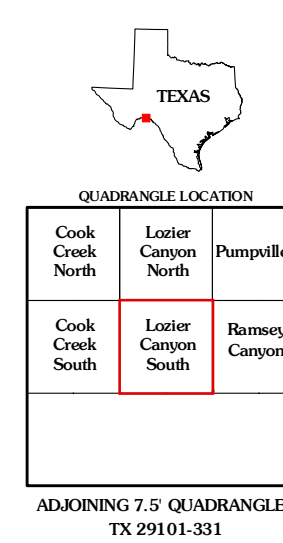 TEXAS
QUADRANGLE LOCATION
Cook Creek North
Lozier Canyon North
Pumpville
Cook Creek South
Lozier Canyon South
Ramsey Canyon
ADJOINING 7.5' QUADRANGLE
TX 29101-331